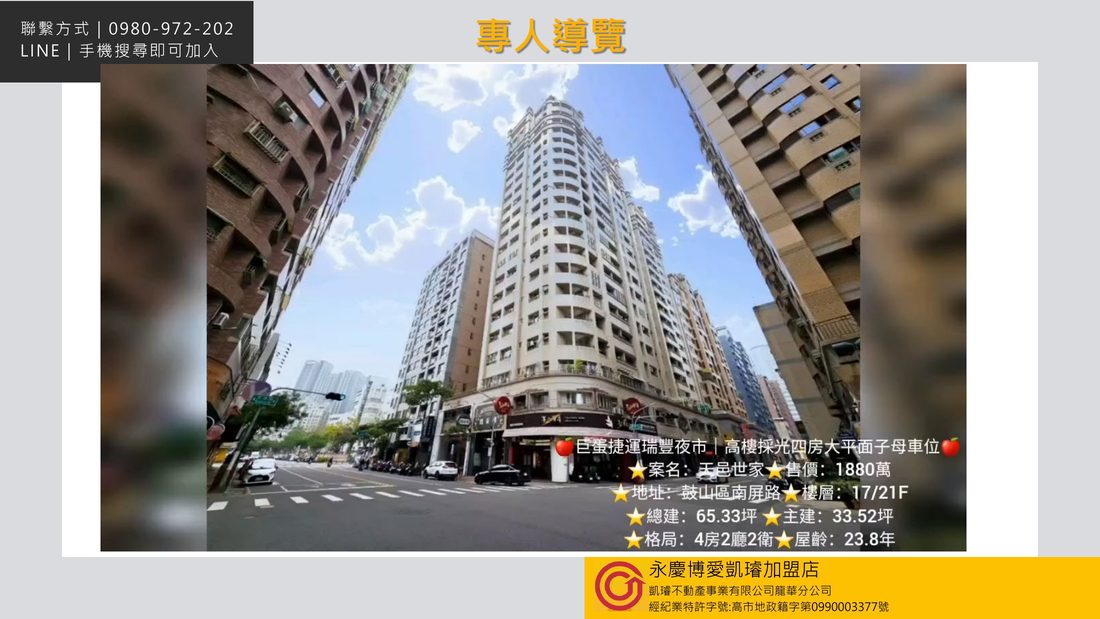 聯繫方式｜0980-972-202
LINE｜手機搜尋即可加入
專人導覽
🍎巨蛋捷運瑞豐夜市｜高樓採光四房大平面子母車位🍎
⭐案名：天邑世家⭐售價：1880萬
⭐地址：鼓山區南屏路⭐樓層：17/21F
⭐總建：65.33坪 ⭐主建：33.52坪
⭐格局：4房2廳2衛⭐屋齡：23.8年
永慶博愛凱璿加盟店
凱璿不動產事業有限公司龍華分公司
經紀業特許字號:高市地政籍字第0990003377號